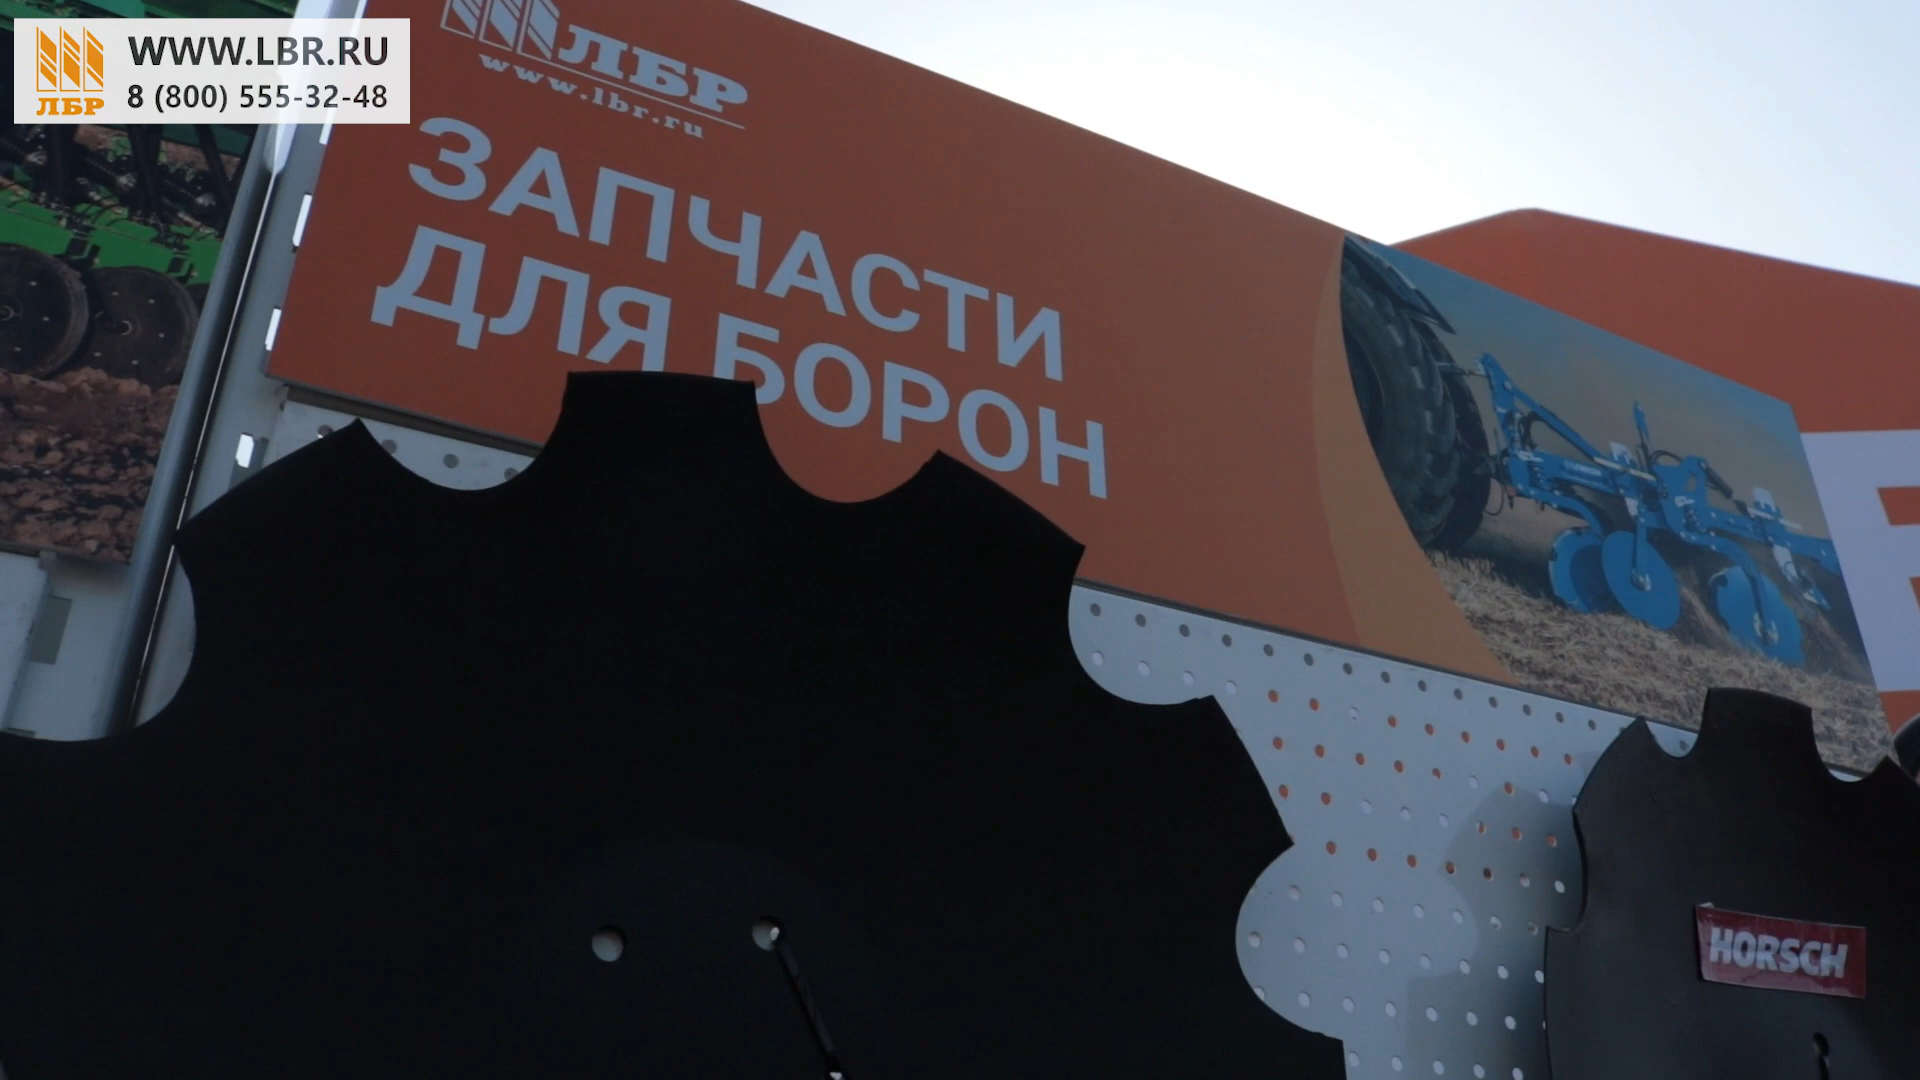 WWW.LBR.RU
8 (800) 555-32-48
ЛБР
ЛБР
www.lbr.ru
ЗАПЧАСТИ
ДЛЯ БОРОН
HORSCH